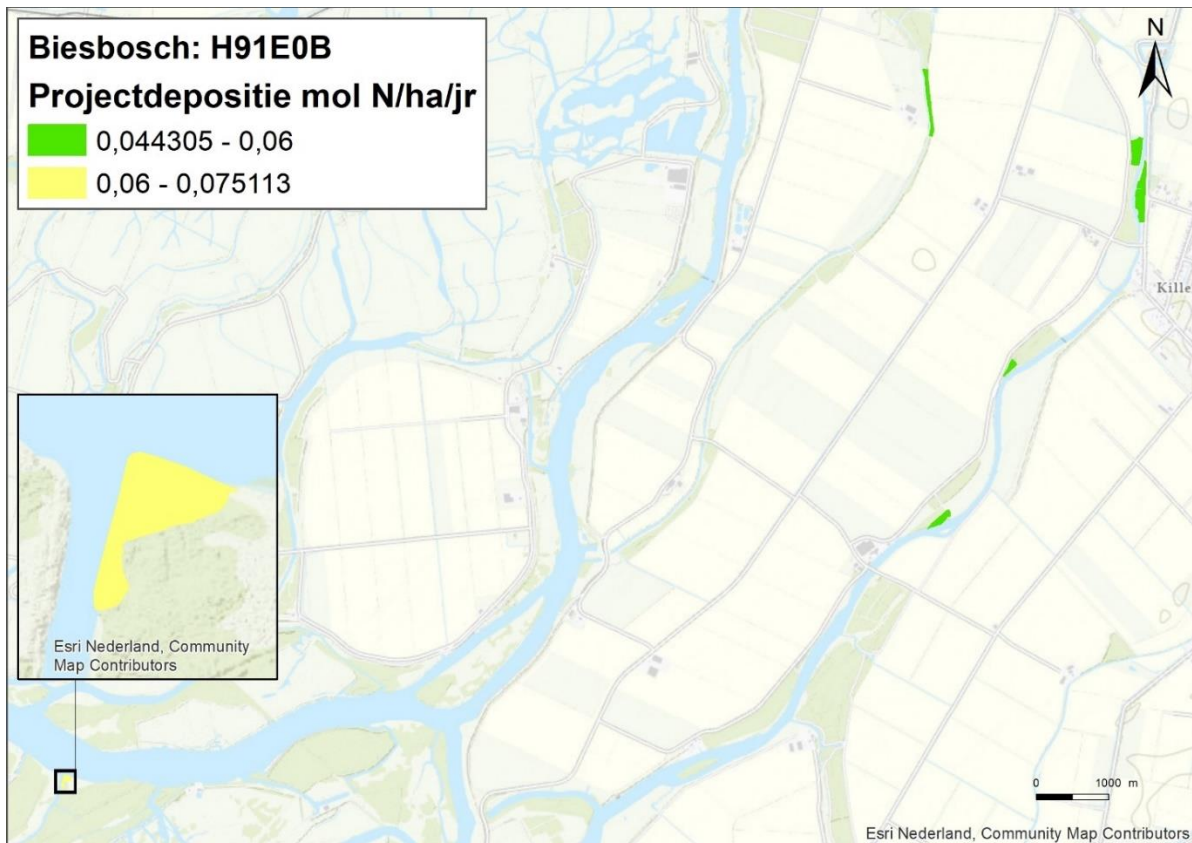 Biesbosch: H91E0B
Projectdepositie mol N/ha/jr
0,044305 - 0,06
0,06 - 0,075113
N
Kille
Esri Nederland, Community
Map Contributors
0 1000 m
Esri Nederland, Community Map Contributors